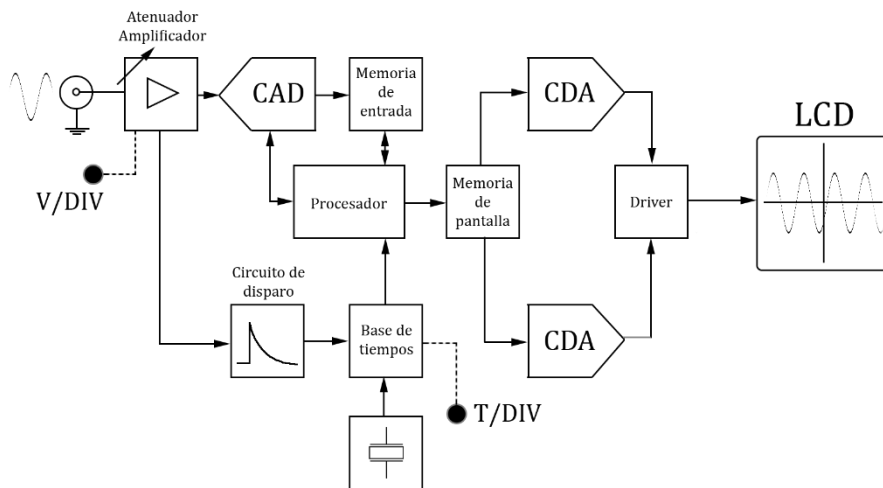 Atenuador
Amplificador
CAD
Memoria
de
entrada
CDA
LCD
V/DIV
Procesador
Memoria
de
pantalla
Driver
Circuito de
disparo
Base de
tiempos
CDA
T/DIV